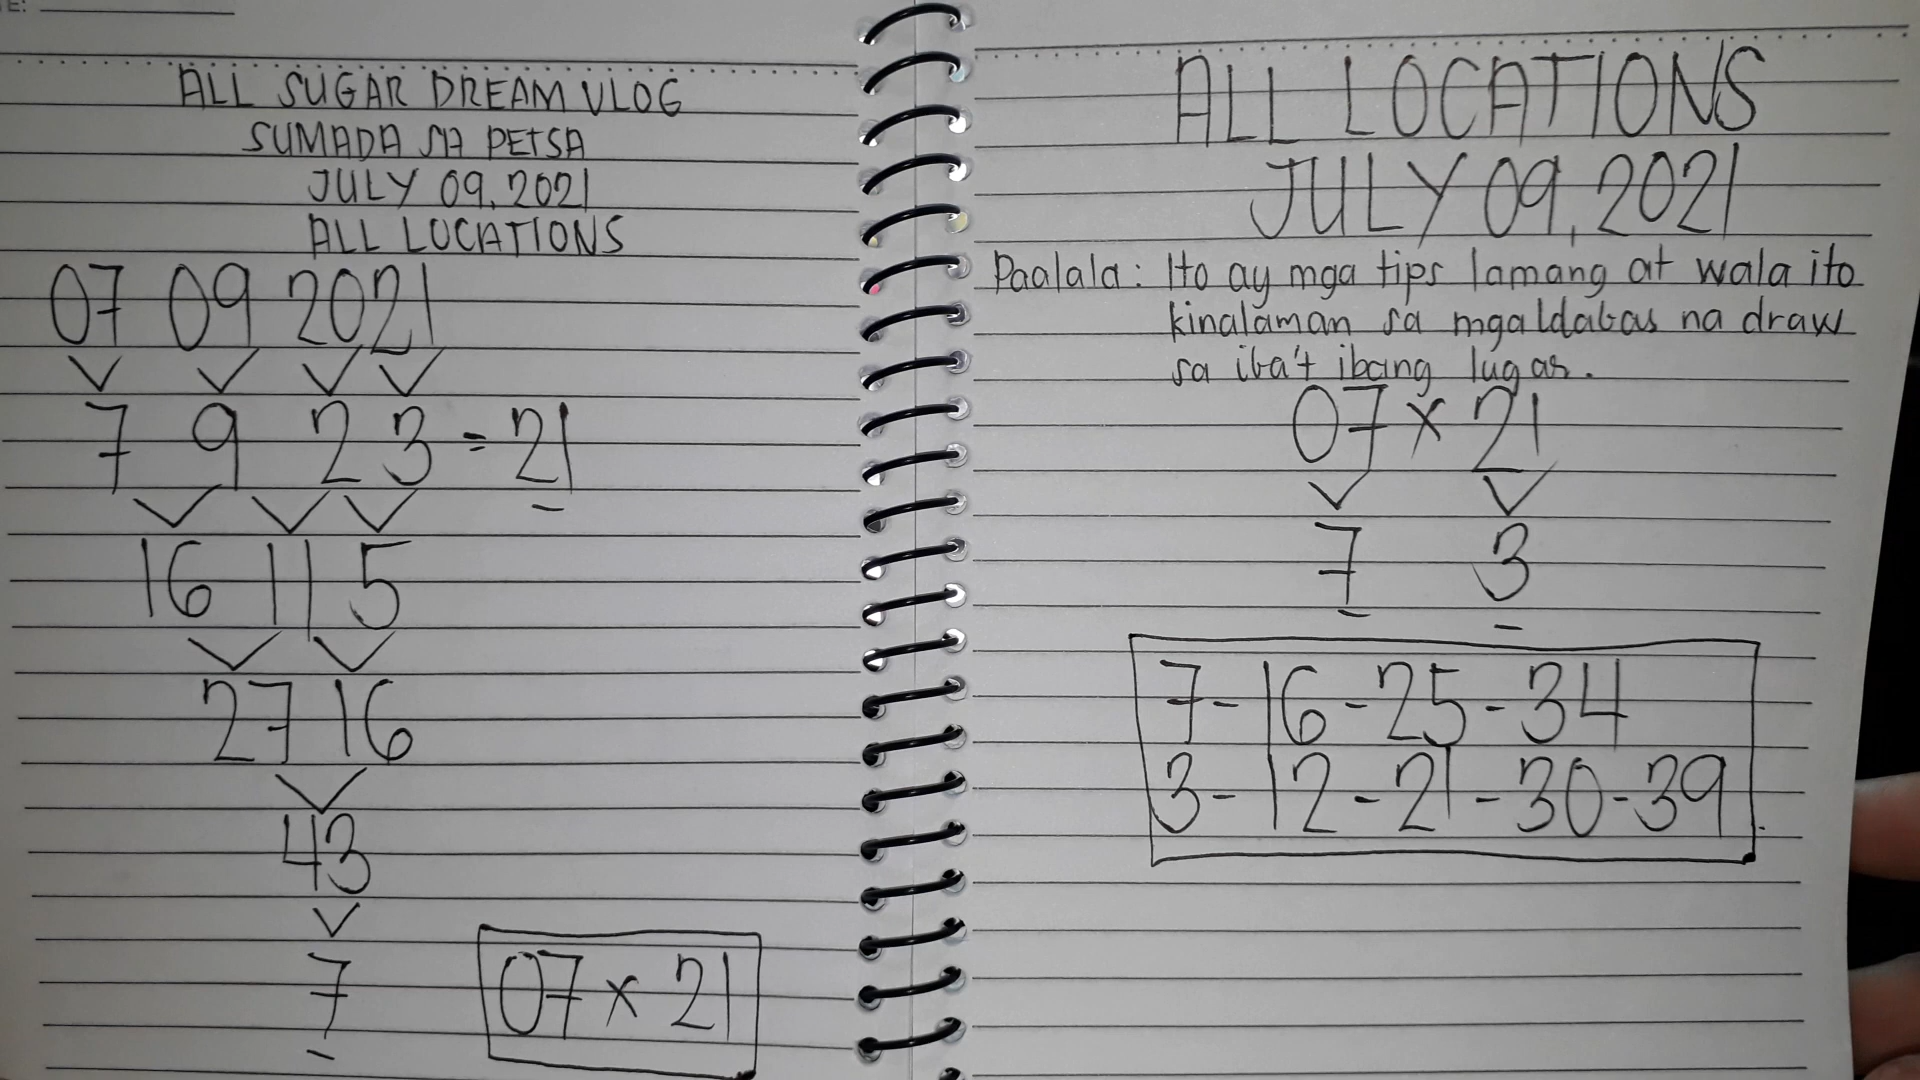 E:
ALL SUGAR DREAM VLOG
SUMADA SA PETSA
JULY 09, 2021
ALL LOCATIONS
07 09 2021
7 9 2 3 = 21
16 11 5
27 16
43
7
07 x 21
ALL LOCATIONS
JULY 09, 2021
Paalala: Ito ay mga tips lamang at wala ito
kinalaman sa mga ldabas na draw
sa iba't ibang lugar.
07 x 21
7 3
7-16-25-34
3-12-21-30-39